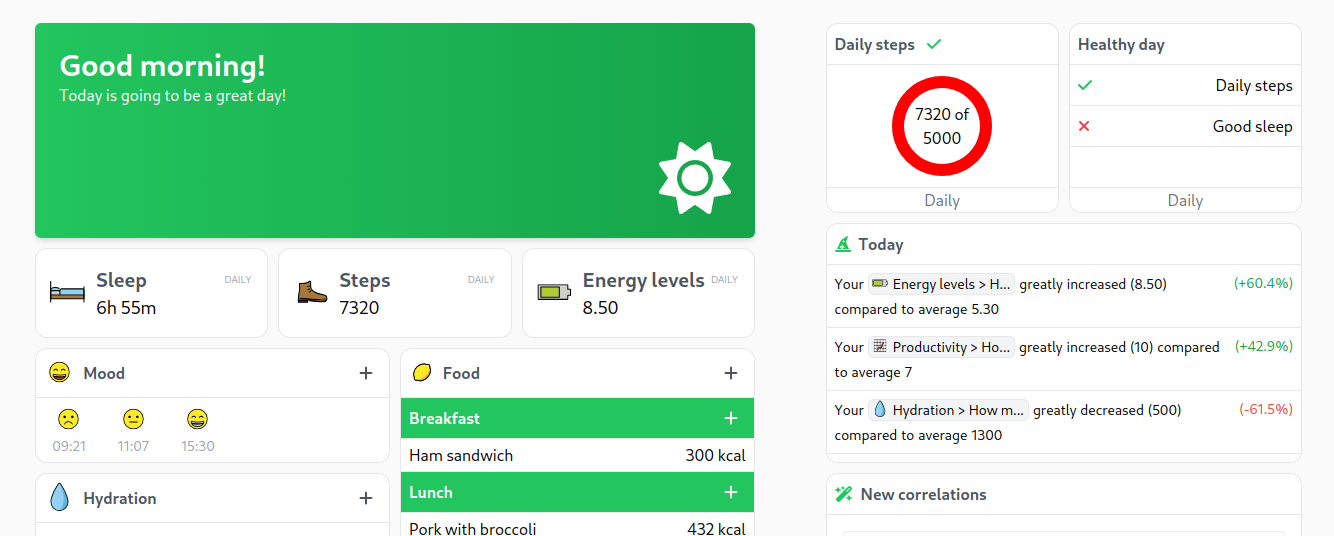 Good morning!
Today is going to be a great day!
Sleep
DAILY
6h 55m
Steps
DAILY
7320
Energy levels
DAILY
8.50
Mood
09:21
11:07
15:30
Hydration
Food
Breakfast
Ham sandwich 300 kcal
Lunch
Pork with broccoli 432 kcal
Daily steps
7320 of
5000
Daily
Healthy day
Daily steps
Good sleep
Daily
Today
Your Energy levels > H... greatly increased (8.50) (+60.4%)
compared to average 5.30
Your Productivity > Ho... greatly increased (10) compared (+42.9%)
to average 7
Your Hydration > How m... greatly decreased (500) (-61.5%)
compared to average 1300
New correlations